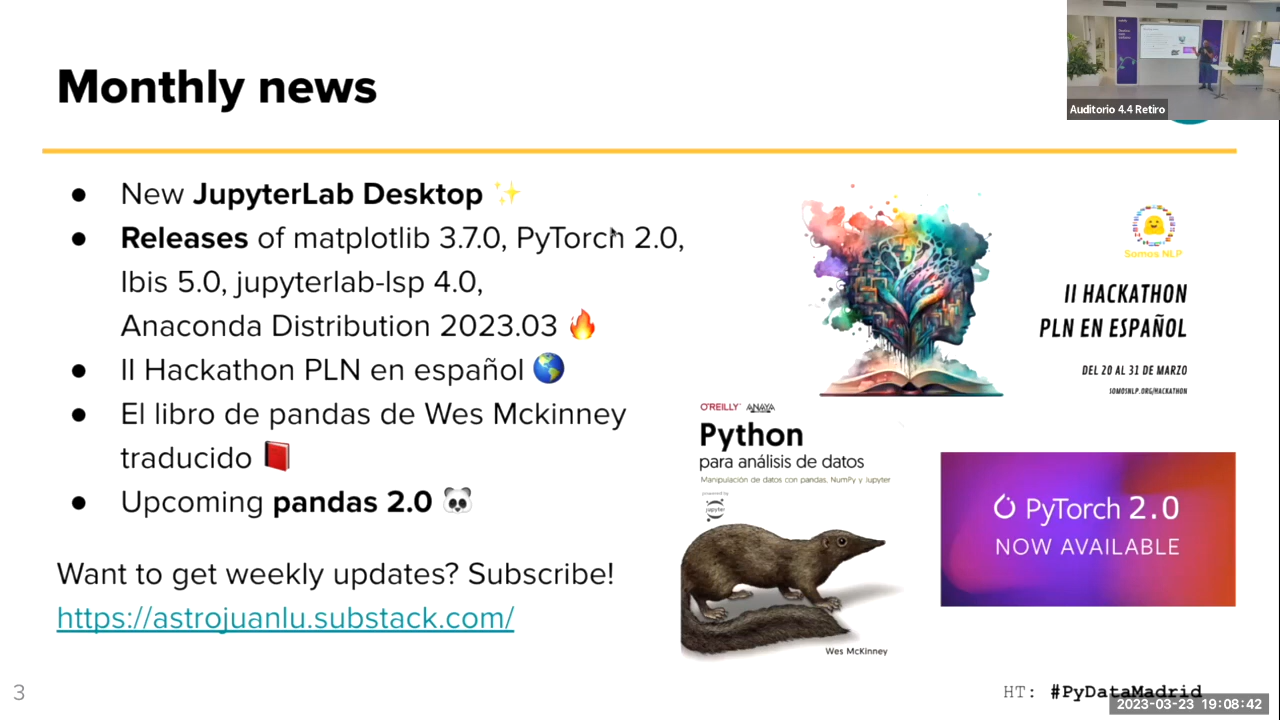 Monthly news
Auditorio 4.4 Retiro
● New JupyterLab Desktop ✨
● Releases of matplotlib 3.7.0, PyTorch 2.0,
Ibis 5.0, jupyterlab-lsp 4.0,
Anaconda Distribution 2023.03 🔥
● II Hackathon PLN en español 🌎
● El libro de pandas de Wes Mckinney
traducido 📕
● Upcoming pandas 2.0 🐼
Want to get weekly updates? Subscribe!
https://astrojuanlu.substack.com/
Somos NLP
II HACKATHON
PLN EN ESPAÑOL
DEL 20 AL 31 DE MARZO
SOMOSNLP.ORG/HACKATHON
O'REILLY ANAYA
Python
para análisis de datos
Manipulación de datos con pandas, NumPy y Jupyter
powered by
jupyter
Wes McKinney
PyTorch 2.0
NOW AVAILABLE
3
HT: #PyDataMadrid
2023-03-23 19:08:42